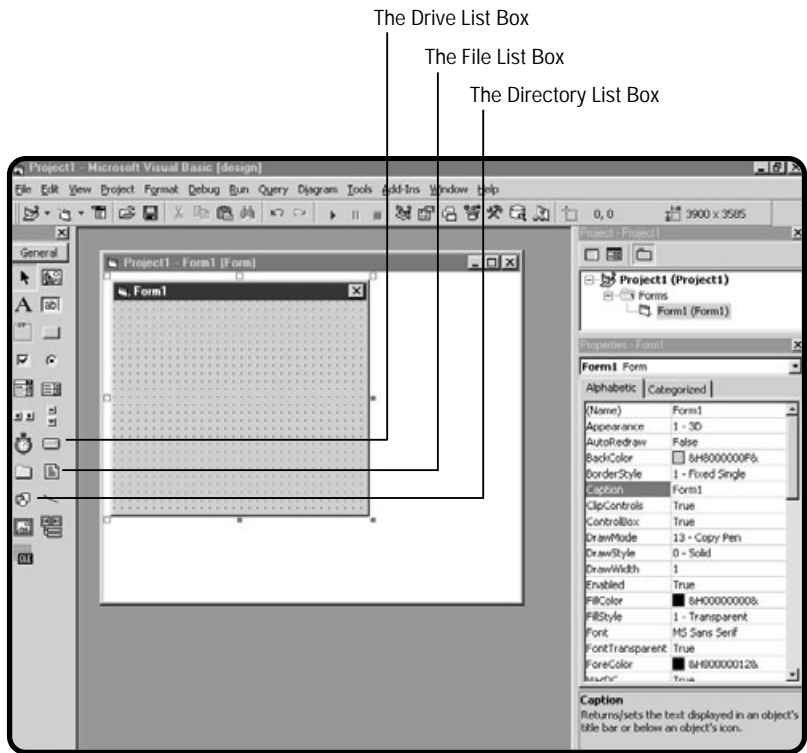 The Drive List Box
The File List Box
The Directory List Box
Project1 - Microsoft Visual Basic [design]
File Edit View Project Format Debug Run Query Diagram Tools Add-Ins Window Help
0, 0
3900 x 3585
General
Project1 - Form1 (Form)
Form1
A
ab
OLE
Project - Project1
Project1 (Project1)
Forms
Form1 (Form1)
Properties - Form1
Form1 Form
Alphabetic Categorized
(Name) Form1
Appearance 1 - 3D
AutoRedraw False
BackColor &H8000000F&
BorderStyle 1 - Fixed Single
Caption Form1
ClipControls True
ControlBox True
DrawMode 13 - Copy Pen
DrawStyle 0 - Solid
DrawWidth 1
Enabled True
FillColor &H00000000&
FillStyle 1 - Transparent
Font MS Sans Serif
FontTransparent True
ForeColor &H80000012&
HasDC True
Caption
Returns/sets the text displayed in an object's
title bar or below an object's icon.